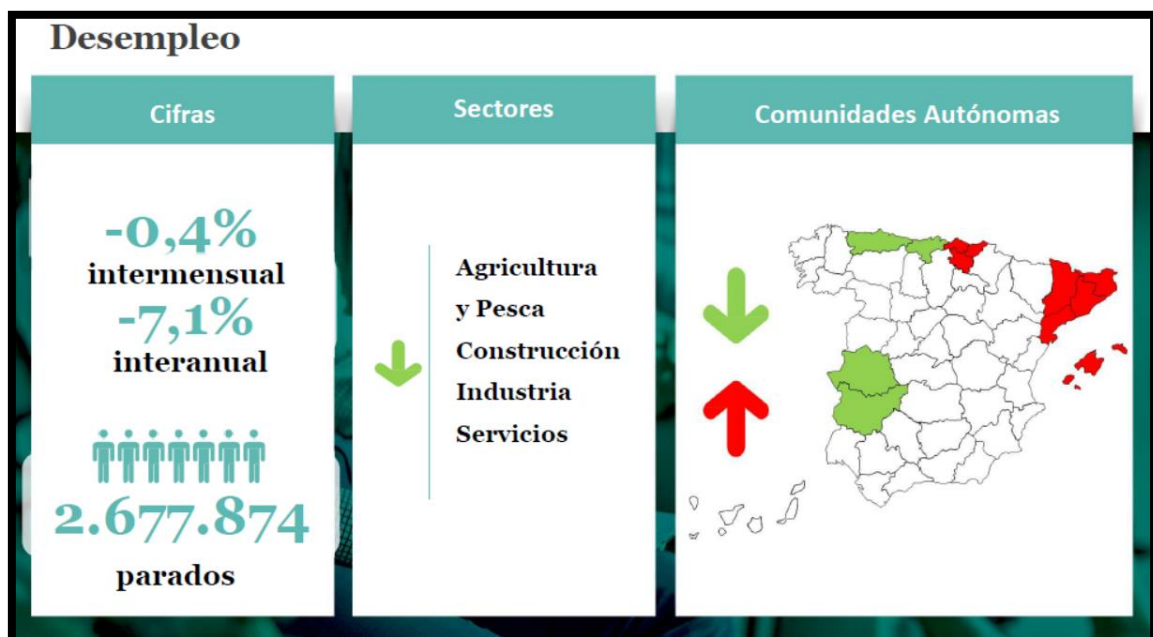 Desempleo
Cifras
-0,4%
intermensual
-7,1%
interanual
2.677.874
parados
Sectores
Agricultura
y Pesca
Construcción
Industria
Servicios
Comunidades Autónomas